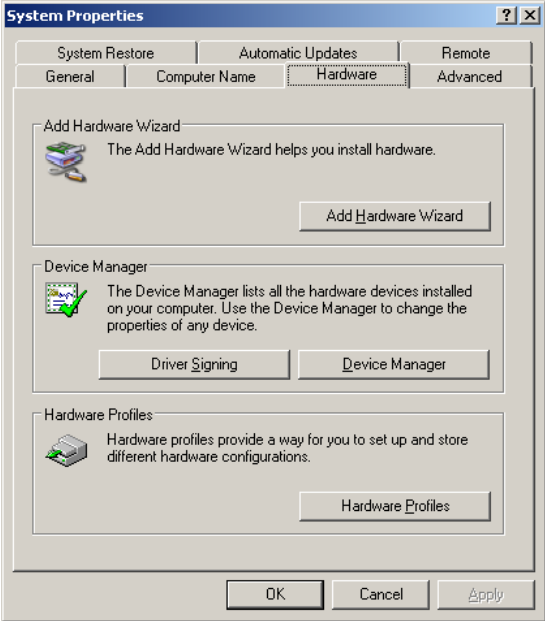 System Properties
System Restore Automatic Updates Remote
General Computer Name Hardware Advanced
Add Hardware Wizard
The Add Hardware Wizard helps you install hardware.
Add Hardware Wizard
Device Manager
The Device Manager lists all the hardware devices installed
on your computer. Use the Device Manager to change the
properties of any device.
Driver Signing Device Manager
Hardware Profiles
Hardware profiles provide a way for you to set up and store
different hardware configurations.
Hardware Profiles
OK Cancel Apply